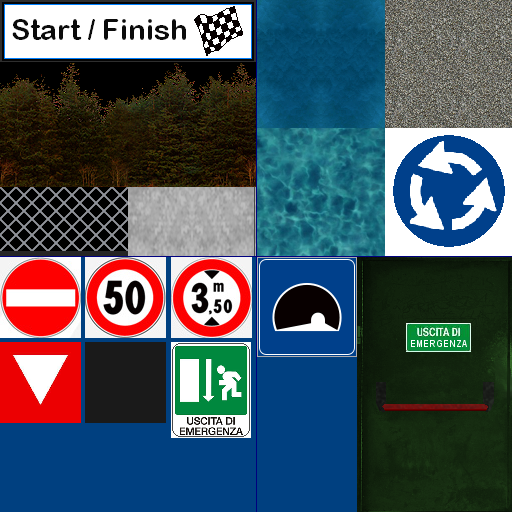 Start / Finish
50
3,50 m
USCITA DI
EMERGENZA
USCITA DI
EMERGENZA